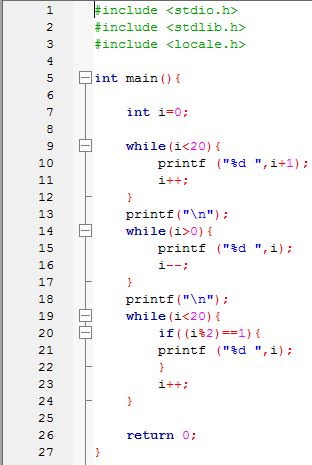 1 #include <stdio.h>
2 #include <stdlib.h>
3 #include <locale.h>
4
5 int main(){
6
7     int i=0;
8
9     while(i<20){
10         printf ("%d ",i+1);
11         i++;
12     }
13     printf("\n");
14     while(i>0){
15         printf ("%d ",i);
16         i--;
17     }
18     printf("\n");
19     while(i<20){
20         if((i%2)==1){
21         printf ("%d ",i);
22         }
23         i++;
24     }
25
26     return 0;
27 }